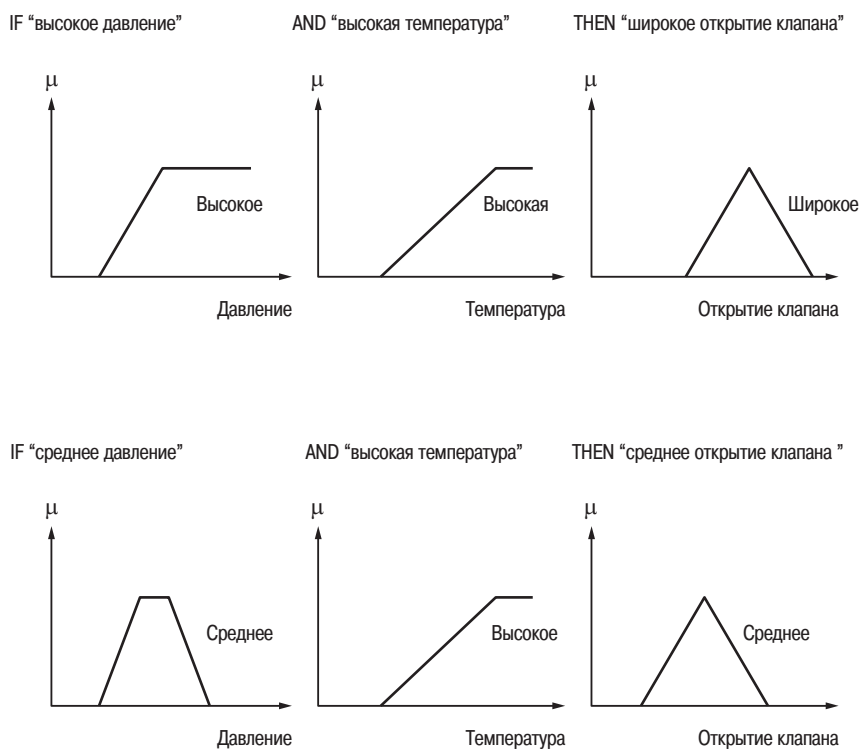 IF “высокое давление” AND “высокая температура” THEN “широкое открытие клапана”
μ μ μ
Высокое Высокая Широкое
Давление Температура Открытие клапана
IF “среднее давление” AND “высокая температура” THEN “среднее открытие клапана ”
μ μ μ
Среднее Высокое Среднее
Давление Температура Открытие клапана